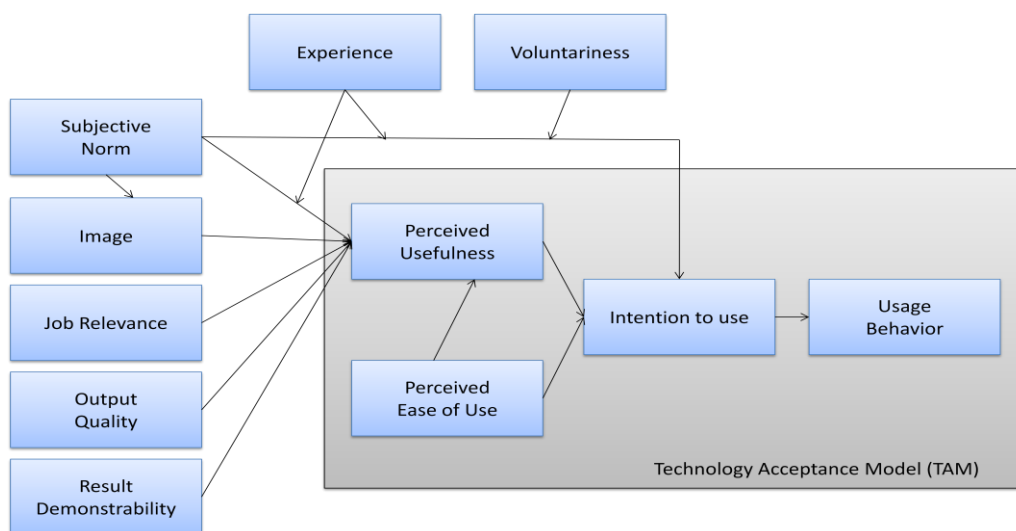 Experience
Voluntariness
Subjective
Norm
Image
Job Relevance
Output
Quality
Result
Demonstrability
Perceived
Usefulness
Perceived
Ease of Use
Intention to use
Usage
Behavior
Technology Acceptance Model (TAM)